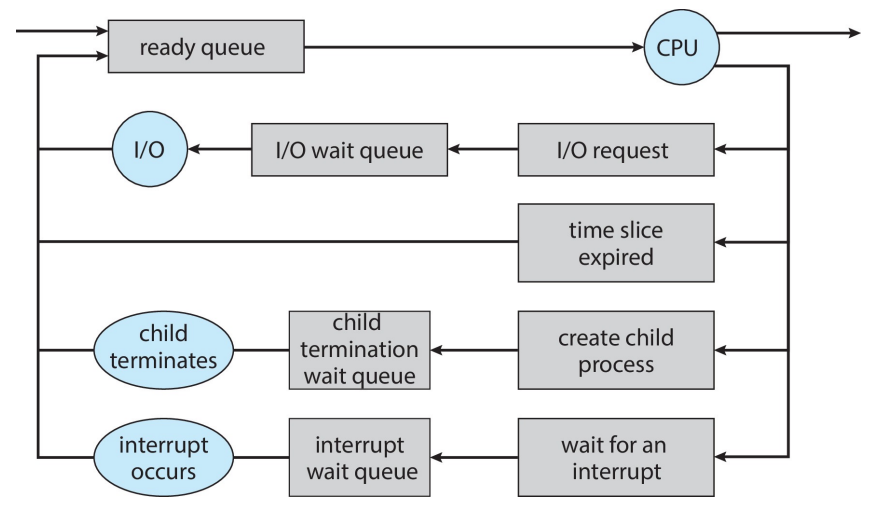 ready queue
CPU
I/O
I/O wait queue
I/O request
time slice
expired
child
terminates
child
termination
wait queue
create child
process
interrupt
occurs
interrupt
wait queue
wait for an
interrupt